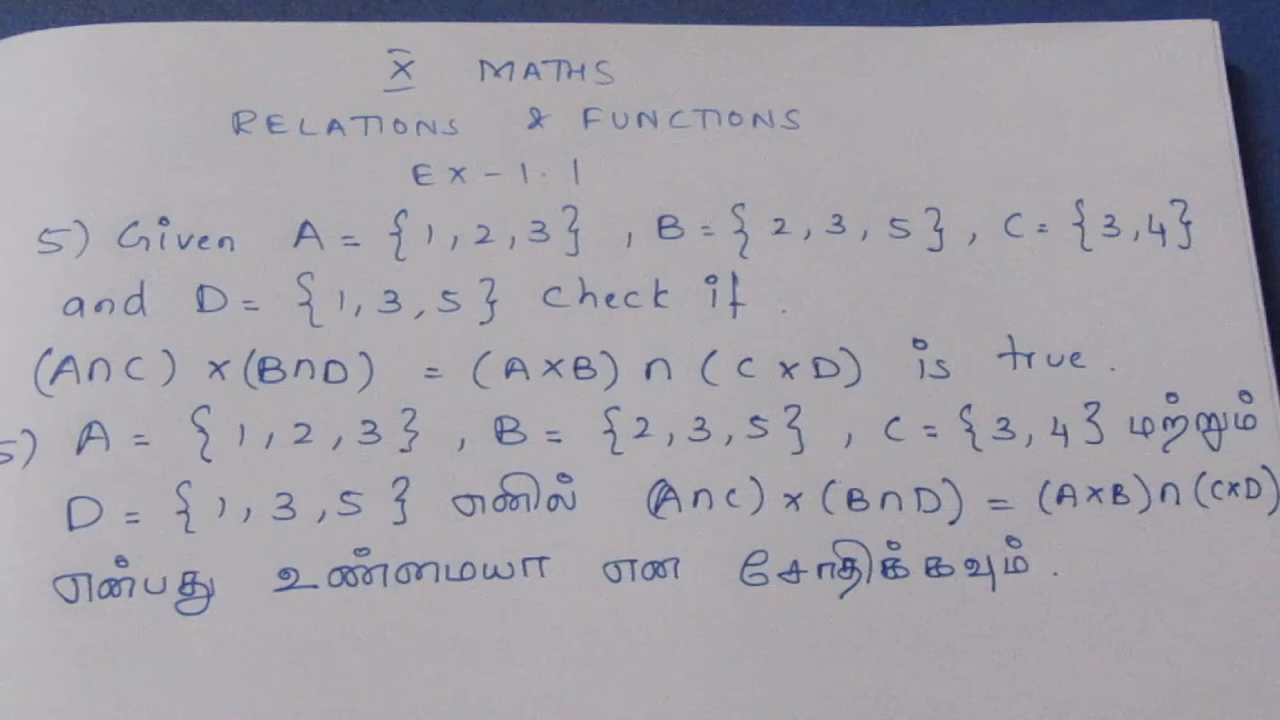 X MATHS
RELATIONS & FUNCTIONS
Ex - 1.1
5) Given A = {1, 2, 3}, B = {2, 3, 5}, C = {3, 4}
and D = {1, 3, 5} check if
(A∩C) × (B∩D) = (A×B) ∩ (C×D) is true.
5) A = {1, 2, 3}, B = {2, 3, 5}, C = {3, 4} மற்றும்
D = {1, 3, 5} எனில் (A∩C) × (B∩D) = (A×B)∩(C×D)
என்பது உண்மையா என சோதிக்கவும்.